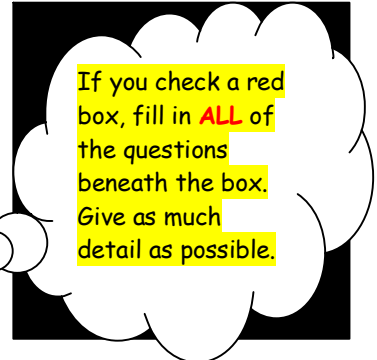 If you check a red
box, fill in ALL of
the questions
beneath the box.
Give as much
detail as possible.